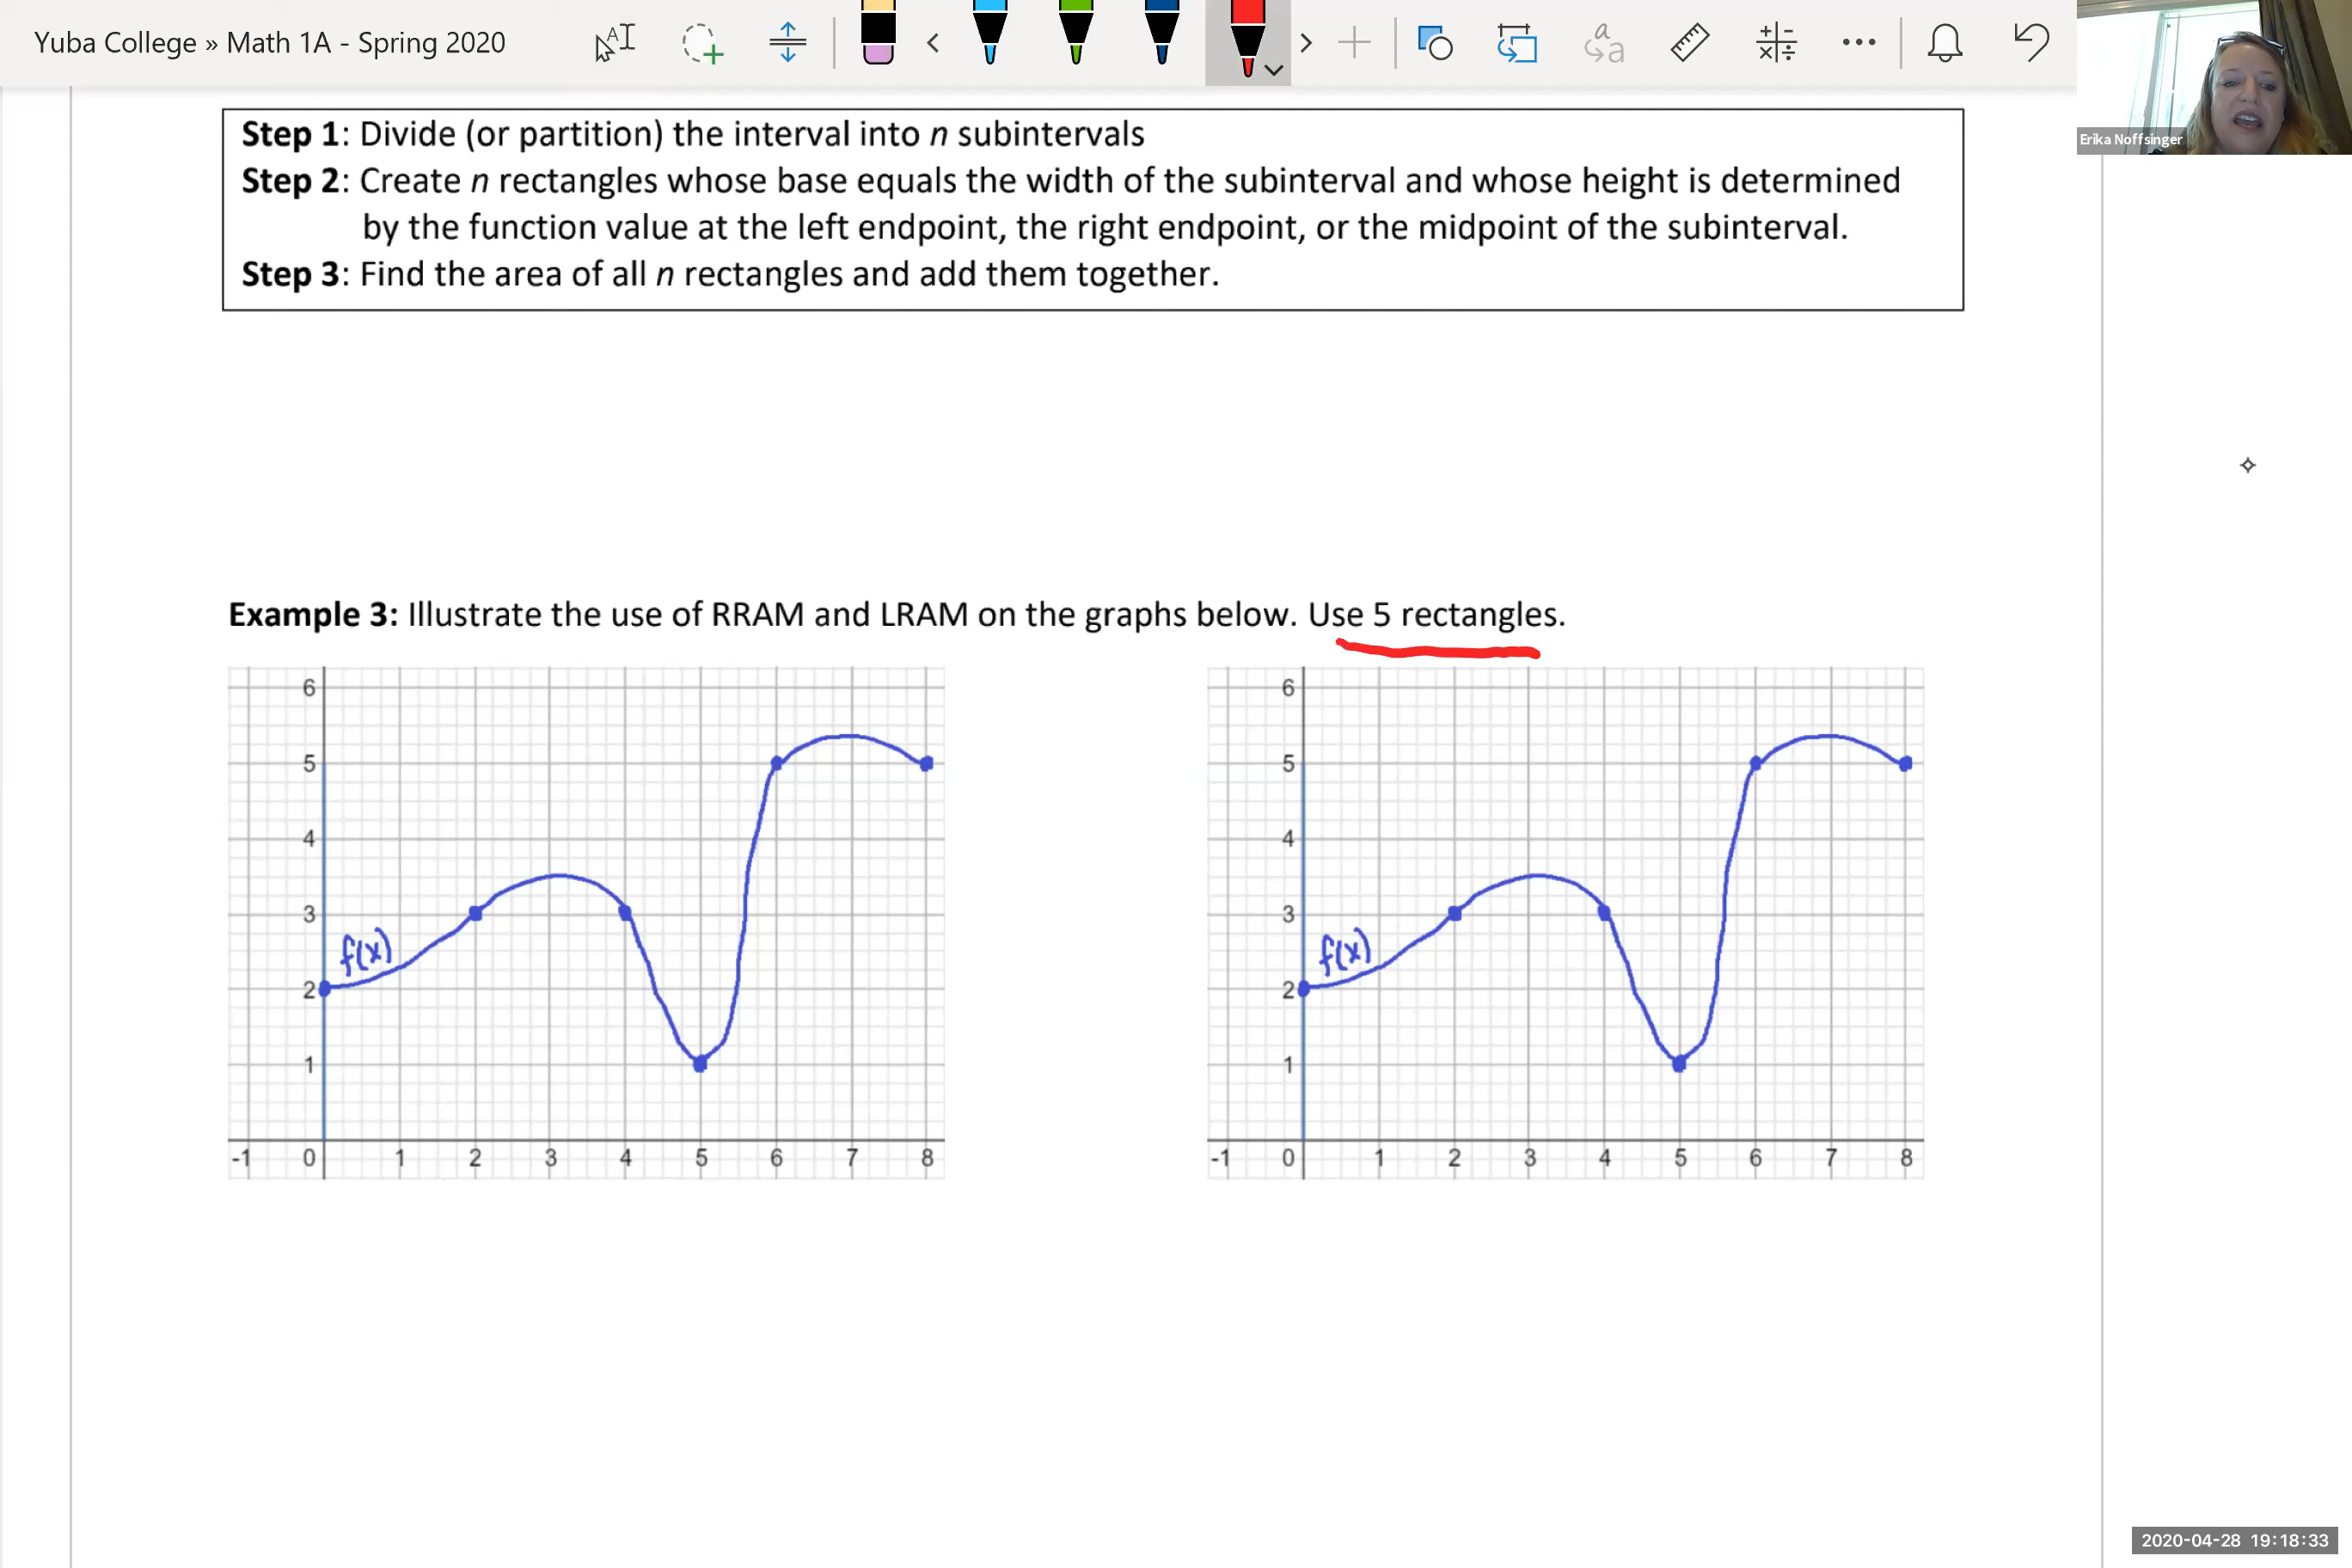 Yuba College » Math 1A - Spring 2020
Erika Noffsinger
Step 1: Divide (or partition) the interval into n subintervals
Step 2: Create n rectangles whose base equals the width of the subinterval and whose height is determined
by the function value at the left endpoint, the right endpoint, or the midpoint of the subinterval.
Step 3: Find the area of all n rectangles and add them together.
Example 3: Illustrate the use of RRAM and LRAM on the graphs below. Use 5 rectangles.
6
5
4
3
2
1
f(x)
-1 0 1 2 3 4 5 6 7 8
6
5
4
3
2
1
f(x)
-1 0 1 2 3 4 5 6 7 8
2020-04-28 19:18:33